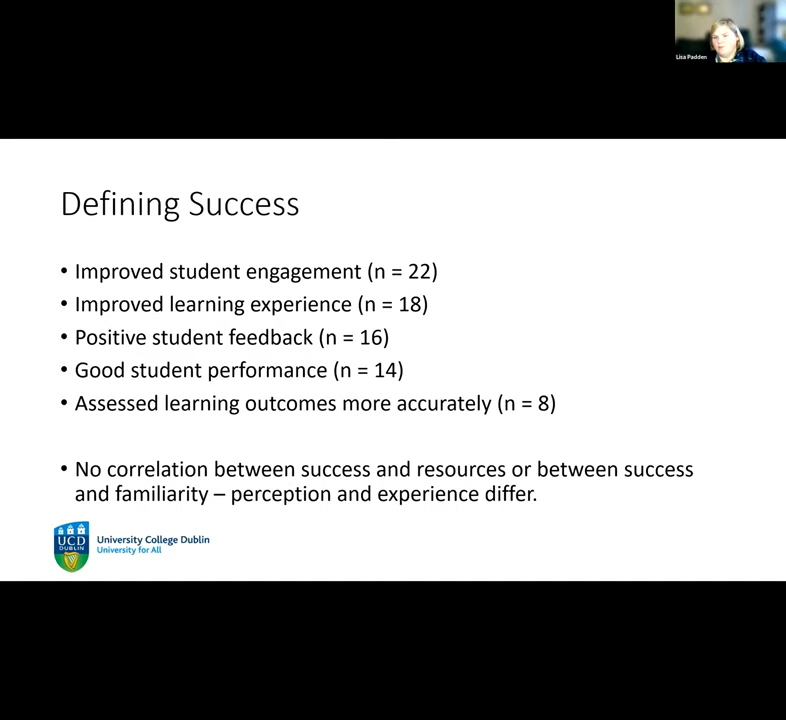 Lisa Padden
Defining Success
• Improved student engagement (n = 22)
• Improved learning experience (n = 18)
• Positive student feedback (n = 16)
• Good student performance (n = 14)
• Assessed learning outcomes more accurately (n = 8)
• No correlation between success and resources or between success
and familiarity – perception and experience differ.
UCD
DUBLIN
University College Dublin
University for All